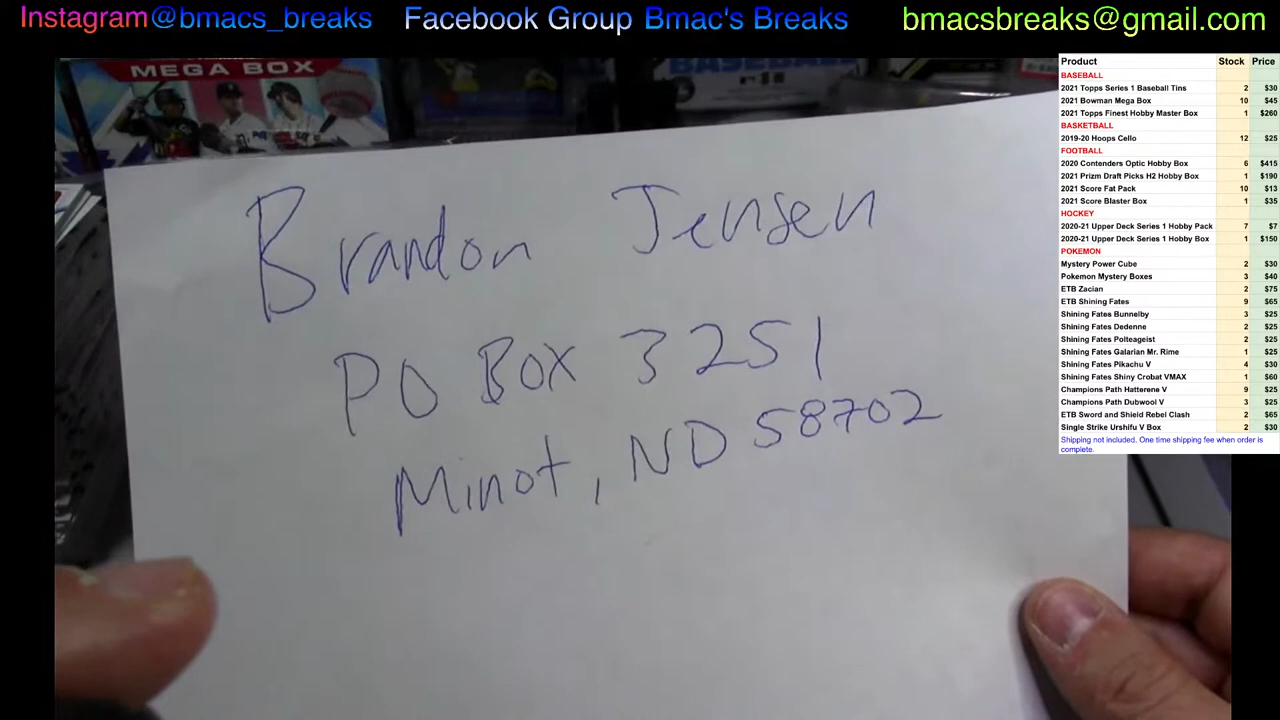 Instagram@bmacs_breaks Facebook Group Bmac's Breaks bmacsbreaks@gmail.com
MEGA BOX
BASEBALL
Brandon Jensen
PO Box 3251
Minot, ND 58702
Product Stock Price
BASEBALL
2021 Topps Series 1 Baseball Tins 2 $30
2021 Bowman Mega Box 10 $45
2021 Topps Finest Hobby Master Box 1 $260
BASKETBALL
2019-20 Hoops Cello 12 $25
FOOTBALL
2020 Contenders Optic Hobby Box 6 $415
2021 Prizm Draft Picks H2 Hobby Box 1 $190
2021 Score Fat Pack 10 $13
2021 Score Blaster Box 1 $35
HOCKEY
2020-21 Upper Deck Series 1 Hobby Pack 7 $7
2020-21 Upper Deck Series 1 Hobby Box 1 $150
POKEMON
Mystery Power Cube 2 $30
Pokemon Mystery Boxes 3 $40
ETB Zacian 2 $75
ETB Shining Fates 9 $65
Shining Fates Bunnelby 3 $25
Shining Fates Dedenne 2 $25
Shining Fates Polteageist 2 $25
Shining Fates Galarian Mr. Rime 1 $25
Shining Fates Pikachu V 4 $30
Shining Fates Shiny Crobat VMAX 1 $60
Champions Path Hatterene V 9 $25
Champions Path Dubwool V 3 $25
ETB Sword and Shield Rebel Clash 2 $65
Single Strike Urshifu V Box 2 $30
Shipping not included. One time shipping fee when order is
complete.